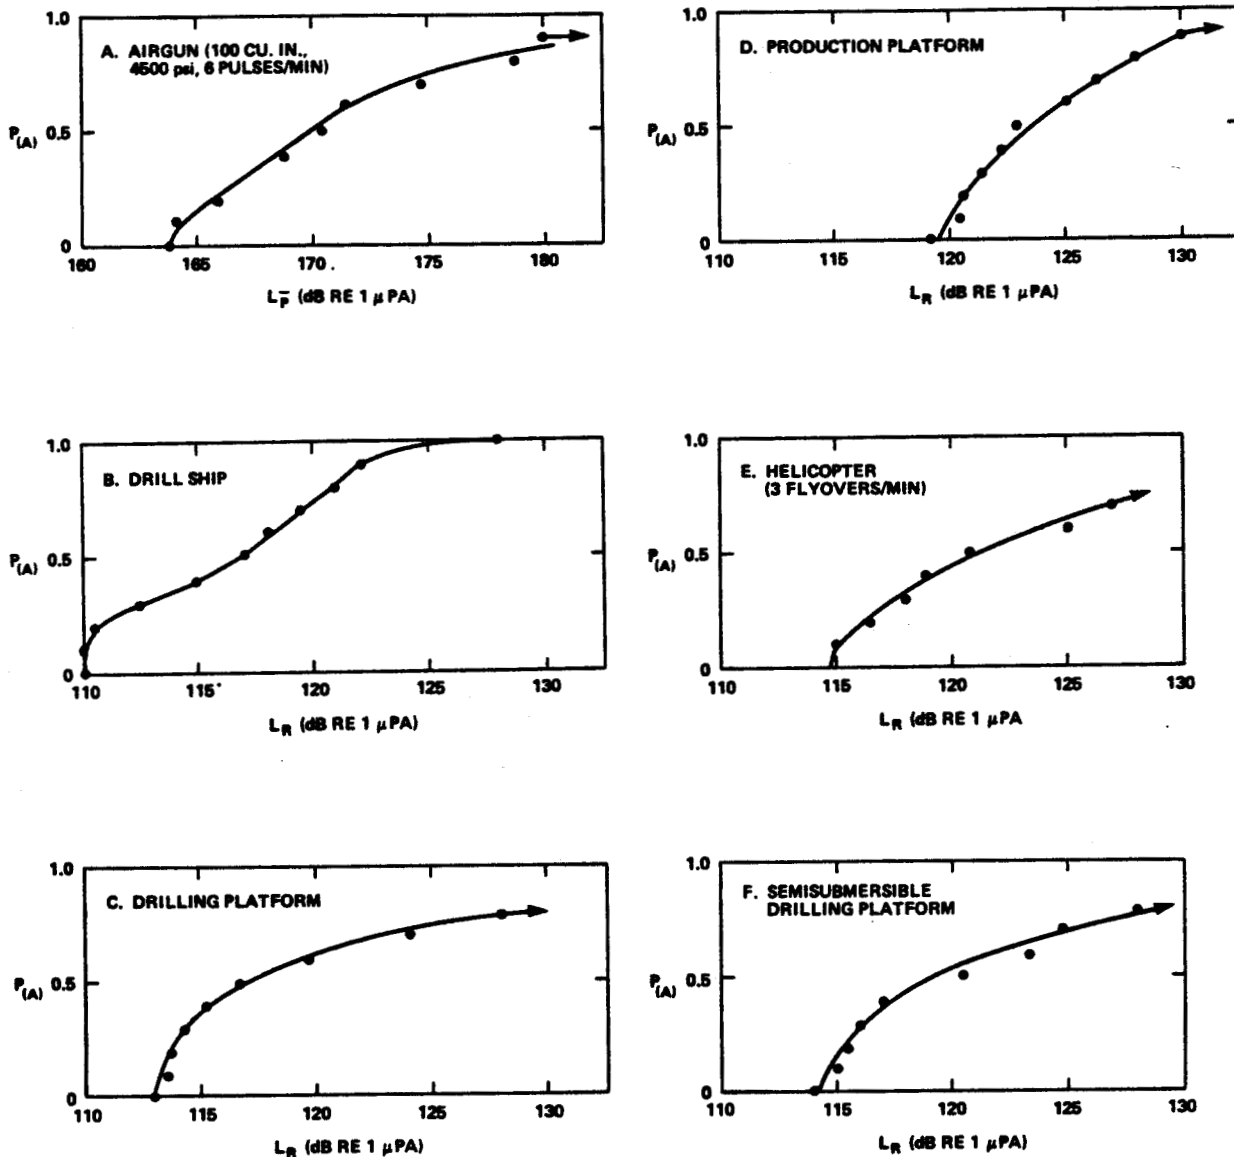 1.0
A. AIRGUN (100 CU. IN.,
4500 psi, 6 PULSES/MIN)
P(A) 0.5
0
160 165 170 175 180
Lp̄ (dB RE 1 μPA)
1.0
D. PRODUCTION PLATFORM
P(A) 0.5
0
110 115 120 125 130
LR (dB RE 1 μPA)
1.0
B. DRILL SHIP
P(A) 0.5
0
110 115 120 125 130
LR (dB RE 1 μPA)
1.0
E. HELICOPTER
(3 FLYOVERS/MIN)
P(A) 0.5
0
110 115 120 125 130
LR (dB RE 1 μPA
1.0
C. DRILLING PLATFORM
P(A) 0.5
0
110 115 120 125 130
LR (dB RE 1 μPA)
1.0
F. SEMISUBMERSIBLE
DRILLING PLATFORM
P(A) 0.5
0
110 115 120 125 130
LR (dB RE 1 μPA)